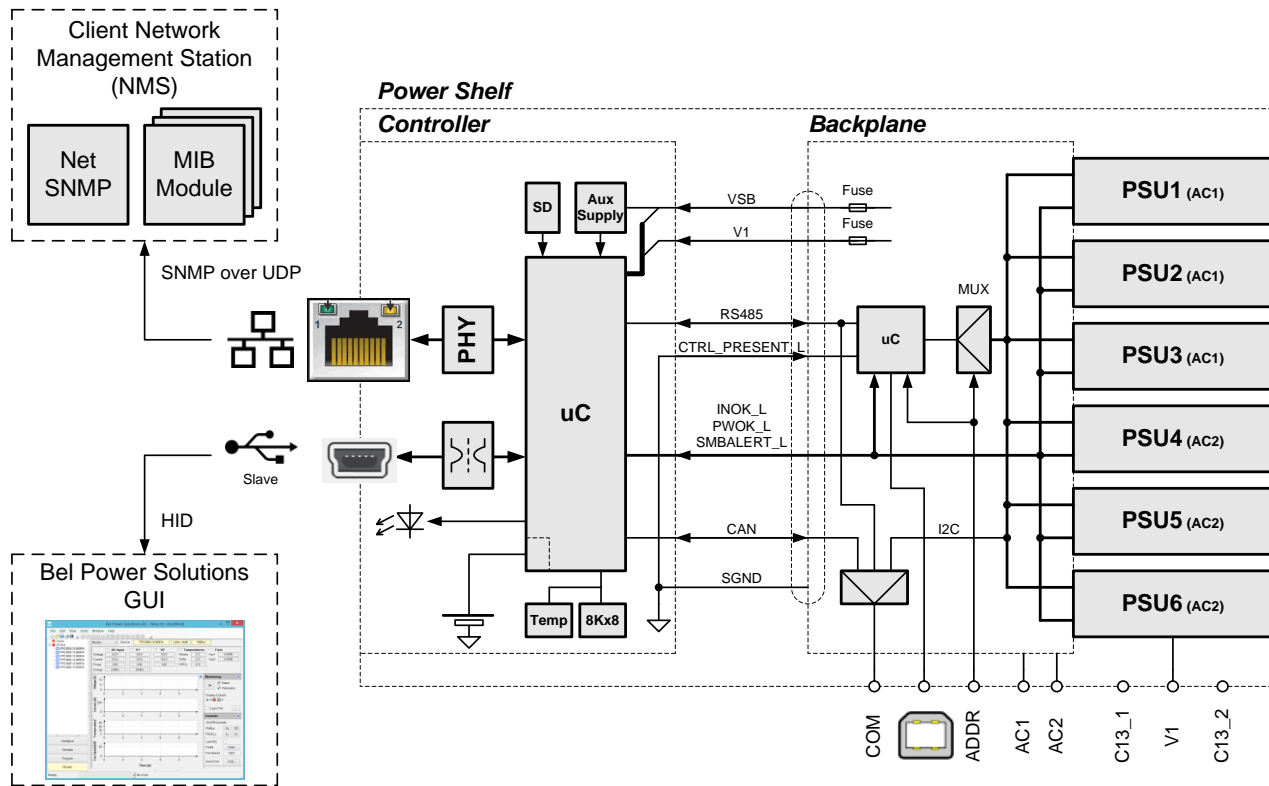 Client Network
Management Station
(NMS)
Net
SNMP
MIB
Module
SNMP over UDP
Power Shelf
Controller
Backplane
SD
Aux
Supply
VSB
Fuse
V1
Fuse
1
2
PHY
RS485
MUX
CTRL_PRESENT_L
uC
uC
INOK_L
PWOK_L
SMBALERT_L
Slave
HID
CAN
I2C
SGND
Temp
8Kx8
PSU1 (AC1)
PSU2 (AC1)
PSU3 (AC1)
PSU4 (AC2)
PSU5 (AC2)
PSU6 (AC2)
Bel Power Solutions
GUI
COM
ADDR
AC1
AC2
C13_1
V1
C13_2